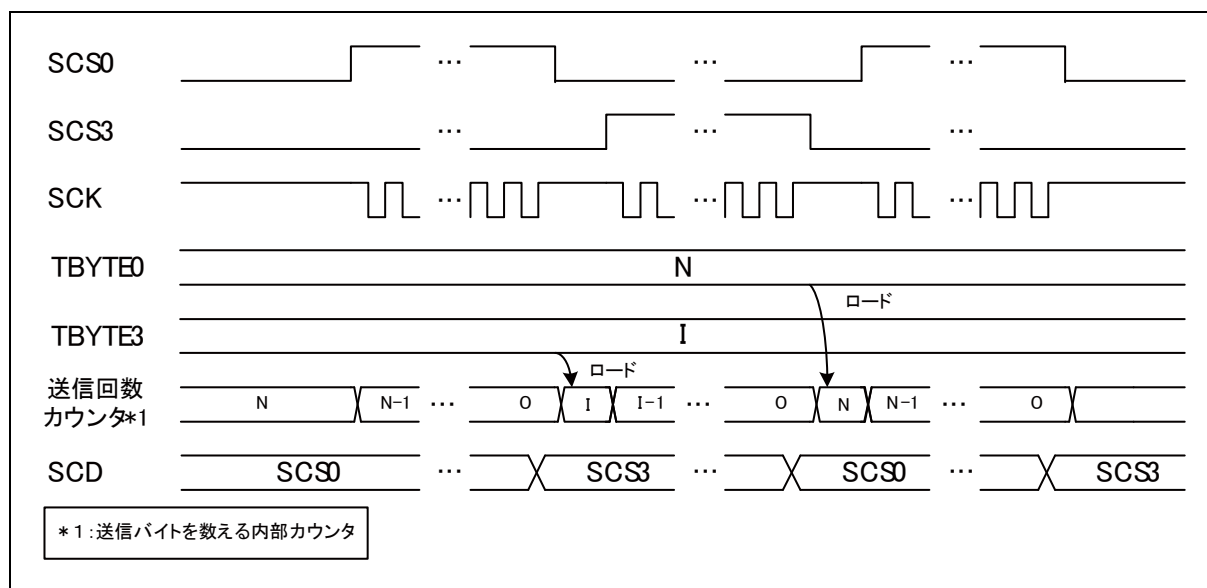 SCS0 ... ... ...
SCS3 ... ... ...
SCK ... ... ...
TBYTE0 N
ロード
TBYTE3 I
ロード
送信回数
カウンタ*1
N N-1 ... 0 I I-1 ... 0 N N-1 ... 0
SCD SCS0 ... SCS3 ... SCS0 ... SCS3
*1:送信バイトを数える内部カウンタ